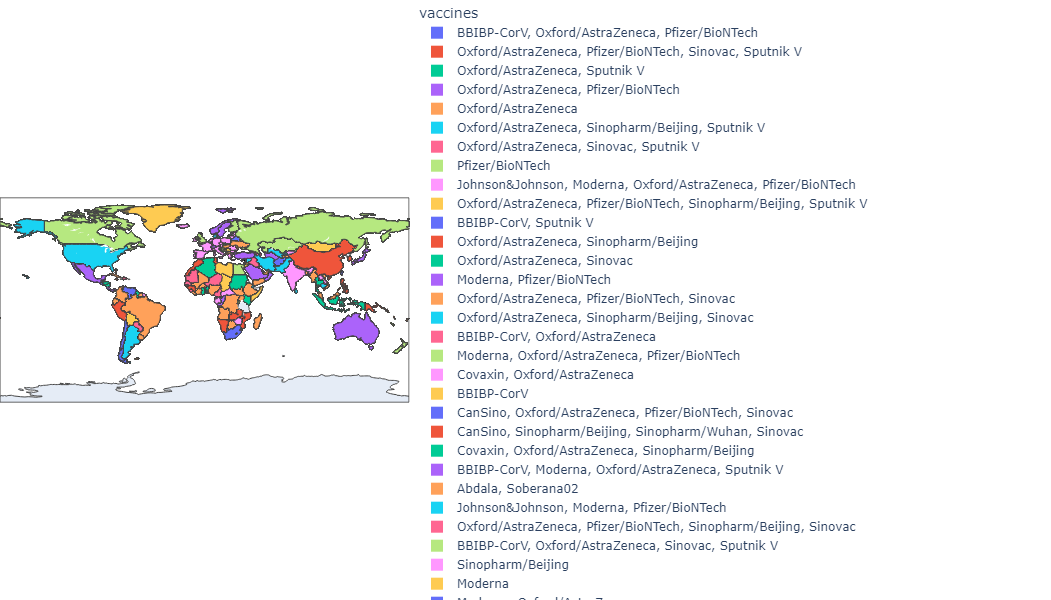 vaccines
BBIBP-CorV, Oxford/AstraZeneca, Pfizer/BioNTech
Oxford/AstraZeneca, Pfizer/BioNTech, Sinovac, Sputnik V
Oxford/AstraZeneca, Sputnik V
Oxford/AstraZeneca, Pfizer/BioNTech
Oxford/AstraZeneca
Oxford/AstraZeneca, Sinopharm/Beijing, Sputnik V
Oxford/AstraZeneca, Sinovac, Sputnik V
Pfizer/BioNTech
Johnson&Johnson, Moderna, Oxford/AstraZeneca, Pfizer/BioNTech
Oxford/AstraZeneca, Pfizer/BioNTech, Sinopharm/Beijing, Sputnik V
BBIBP-CorV, Sputnik V
Oxford/AstraZeneca, Sinopharm/Beijing
Oxford/AstraZeneca, Sinovac
Moderna, Pfizer/BioNTech
Oxford/AstraZeneca, Pfizer/BioNTech, Sinovac
Oxford/AstraZeneca, Sinopharm/Beijing, Sinovac
BBIBP-CorV, Oxford/AstraZeneca
Moderna, Oxford/AstraZeneca, Pfizer/BioNTech
Covaxin, Oxford/AstraZeneca
BBIBP-CorV
CanSino, Oxford/AstraZeneca, Pfizer/BioNTech, Sinovac
CanSino, Sinopharm/Beijing, Sinopharm/Wuhan, Sinovac
Covaxin, Oxford/AstraZeneca, Sinopharm/Beijing
BBIBP-CorV, Moderna, Oxford/AstraZeneca, Sputnik V
Abdala, Soberana02
Johnson&Johnson, Moderna, Pfizer/BioNTech
Oxford/AstraZeneca, Pfizer/BioNTech, Sinopharm/Beijing, Sinovac
BBIBP-CorV, Oxford/AstraZeneca, Sinovac, Sputnik V
Sinopharm/Beijing
Moderna